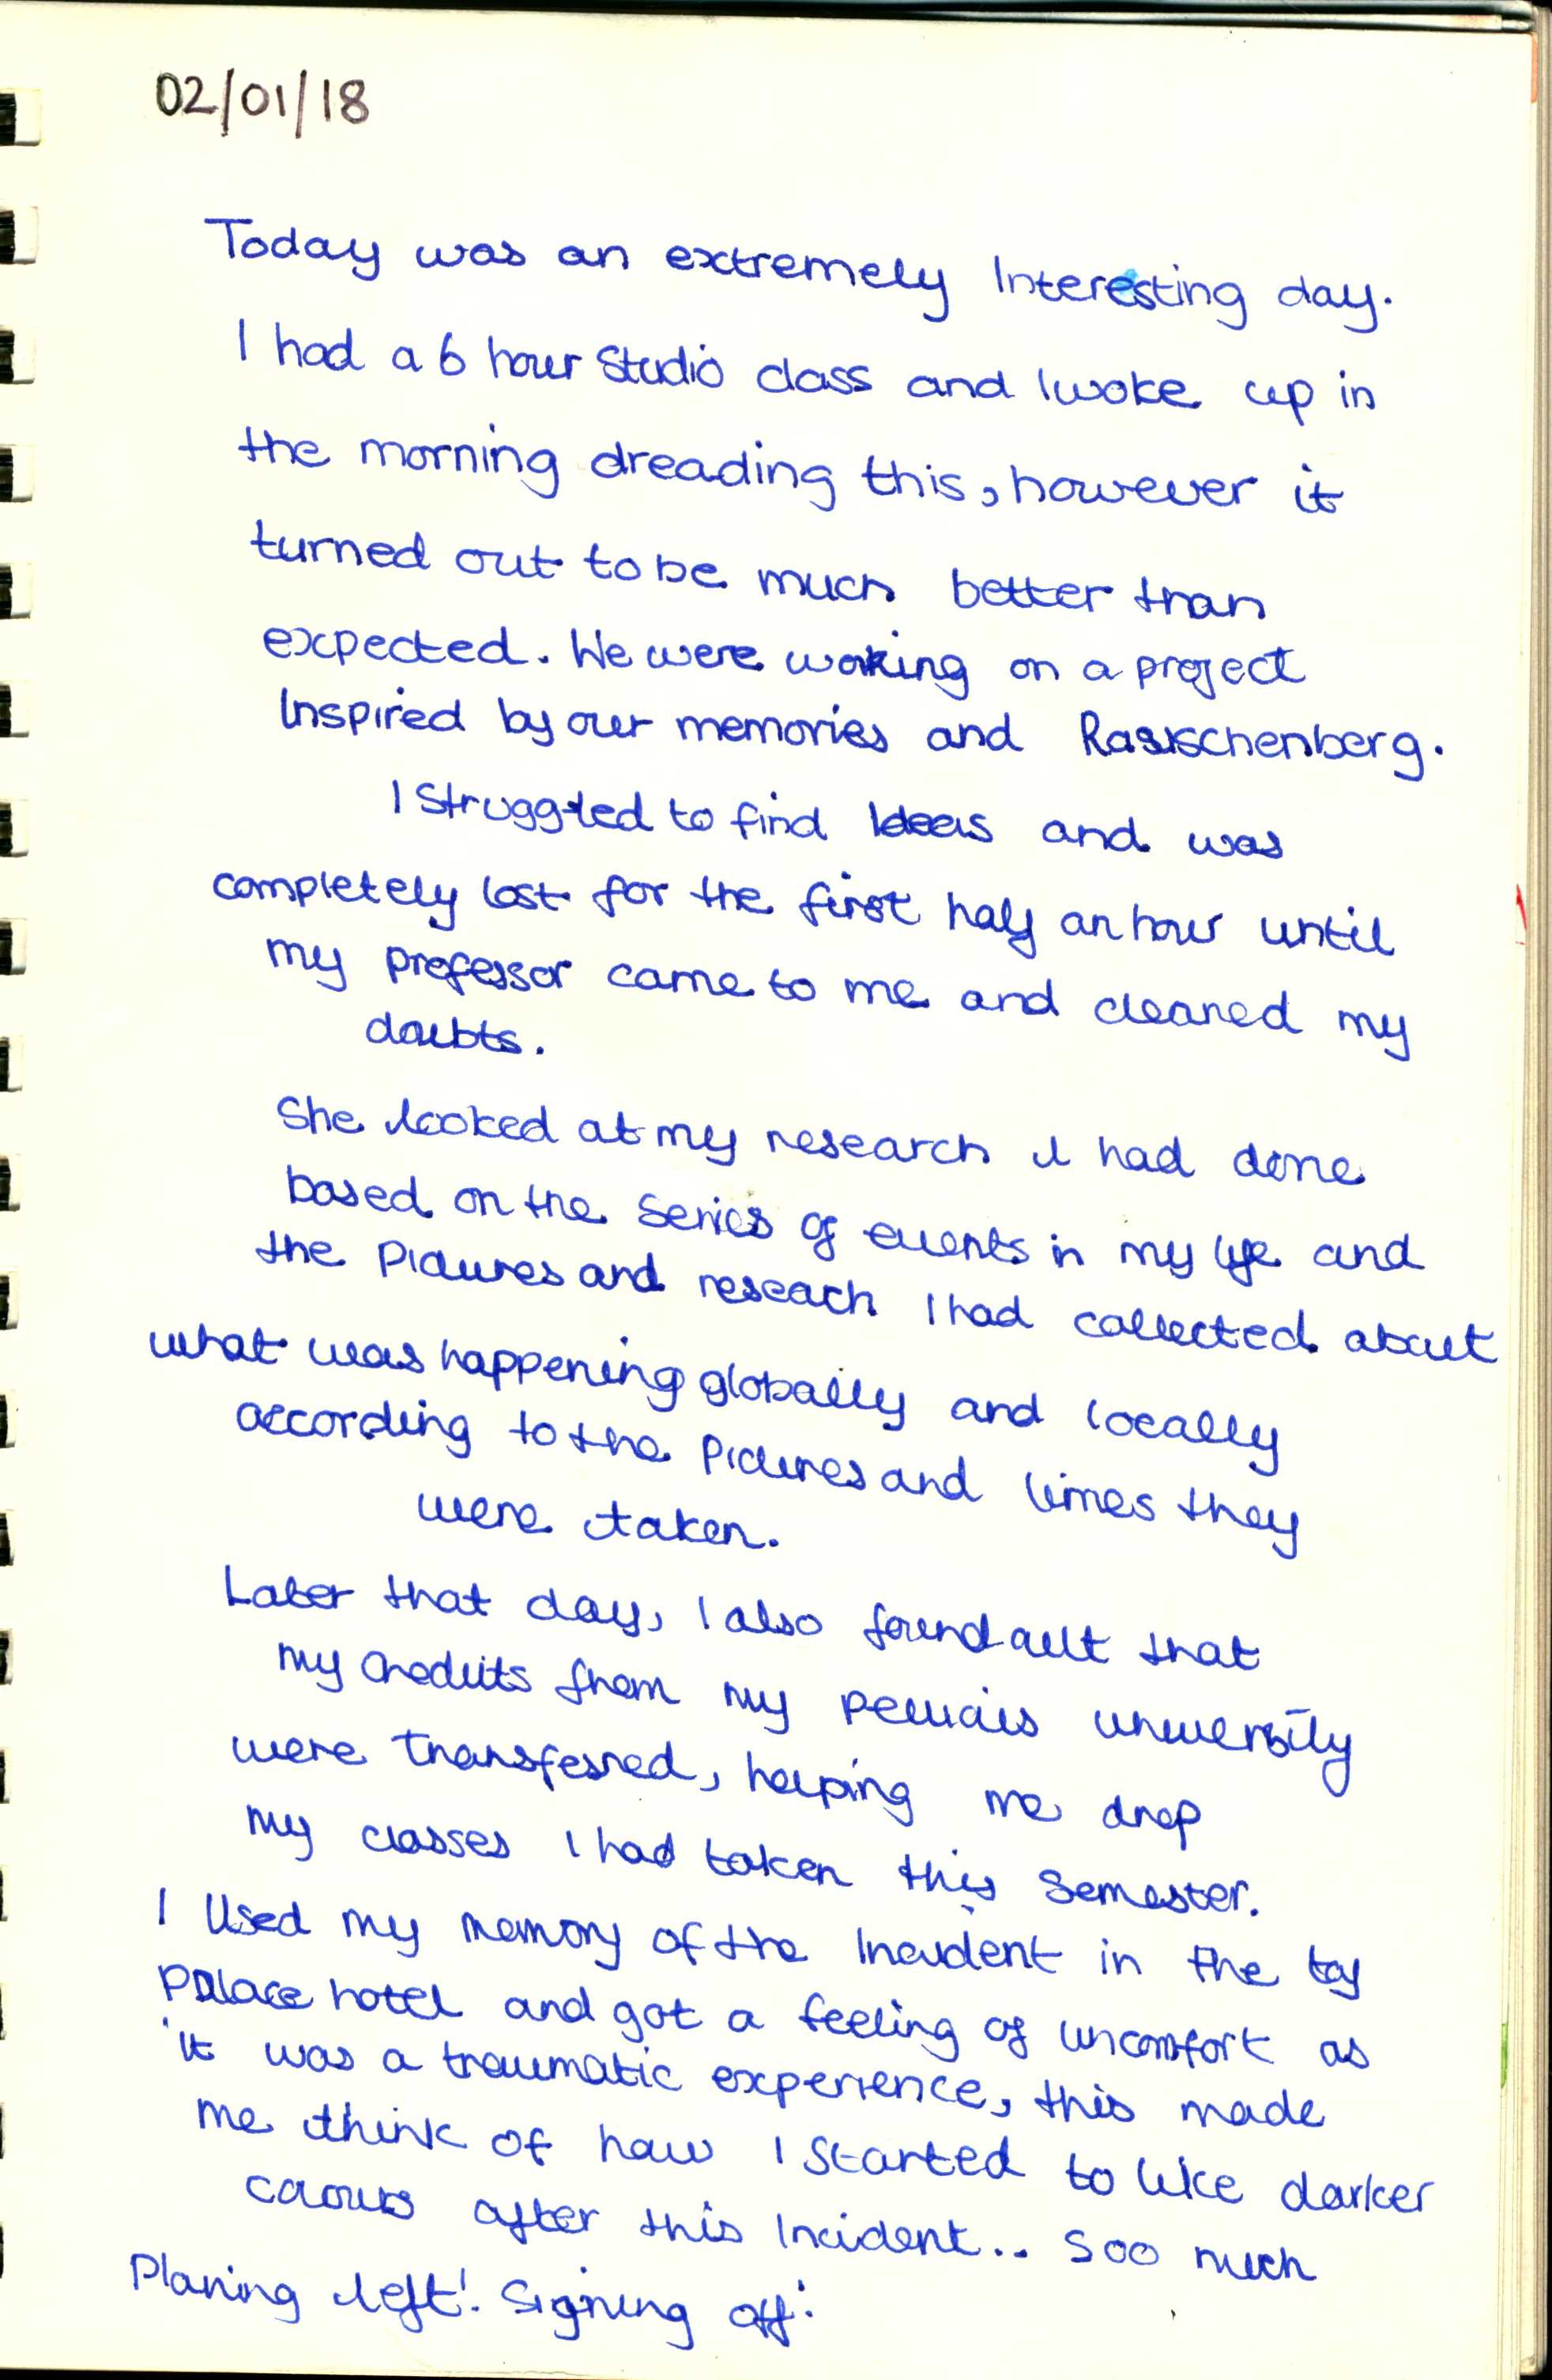 02/01/18
Today was an extremely Interesting day.
I had a 6 hour Studio class and I woke up in
the morning dreading this, however it
turned out to be much better than
expected. We were working on a project
Inspired by our memories and Rasuschenberg.
I Struggled to find Ideas and was
completely lost for the first half an hour until
my professor came to me and cleared my
doubts.
She looked at my research I had done
based on the Series of events in my life and
the Pictures and reseach I had collected about
what was happening globally and locally
according to the Pictures and times they
were taken.
Later that day, I also found out that
my Credits from my university
were transferred, helping me drop
my classes I had taken this Semester.
I Used my memory of the Incident in the taj
Palace hotel and got a feeling of uncomfort as
it was a traumatic experience, this made
me think of how I Started to like darker
colours after this Incident.. Soo much
Planing left! Signing off!